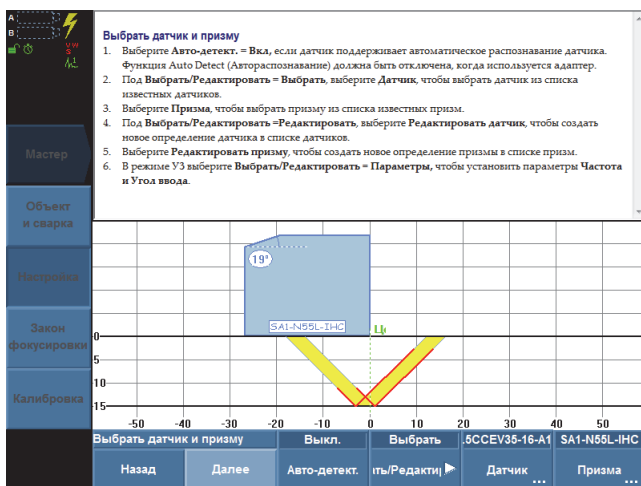 A
B
Выбрать датчик и призму
1. Выберите Авто-детект. = Вкл, если датчик поддерживает автоматическое распознавание датчика.
Функция Auto Detect (Автораспознавание) должна быть отключена, когда используется адаптер.
2. Под Выбрать/Редактировать = Выбрать, выберите Датчик, чтобы выбрать датчик из списка
известных датчиков.
3. Выберите Призма, чтобы выбрать призму из списка известных призм.
4. Под Выбрать/Редактировать =Редактировать, выберите Редактировать датчик, чтобы создать
новое определение датчика в списке датчиков.
5. Выберите Редактировать призму, чтобы создать новое определение призмы в списке призм.
6. В режиме УЗ выберите Выбрать/Редактировать = Параметры, чтобы установить параметры Частота
и Угол ввода.
Мастер
Объект
и сварка
Настройка
Закон
фокусировки
Калибровка
19°
SA1-N55L-IHC
0
5
10
15
-50 -40 -30 -20 -10 0 10 20 30 40 50
Выбрать датчик и призму Выкл. Выбрать .5CCEV35-16-A1 SA1-N55L-IHC
Назад Далее Авто-детект. ть/Редакти Датчик ... Призма ...